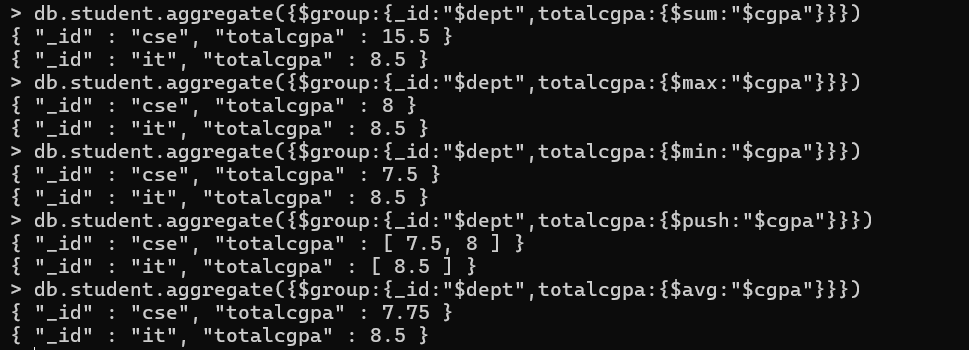 > db.student.aggregate({$group:{_id:"$dept",totalcgpa:{$sum:"$cgpa"}}})
{ "_id" : "cse", "totalcgpa" : 15.5 }
{ "_id" : "it", "totalcgpa" : 8.5 }
> db.student.aggregate({$group:{_id:"$dept",totalcgpa:{$max:"$cgpa"}}})
{ "_id" : "cse", "totalcgpa" : 8 }
{ "_id" : "it", "totalcgpa" : 8.5 }
> db.student.aggregate({$group:{_id:"$dept",totalcgpa:{$min:"$cgpa"}}})
{ "_id" : "cse", "totalcgpa" : 7.5 }
{ "_id" : "it", "totalcgpa" : 8.5 }
> db.student.aggregate({$group:{_id:"$dept",totalcgpa:{$push:"$cgpa"}}})
{ "_id" : "cse", "totalcgpa" : [ 7.5, 8 ] }
{ "_id" : "it", "totalcgpa" : [ 8.5 ] }
> db.student.aggregate({$group:{_id:"$dept",totalcgpa:{$avg:"$cgpa"}}})
{ "_id" : "cse", "totalcgpa" : 7.75 }
{ "_id" : "it", "totalcgpa" : 8.5 }